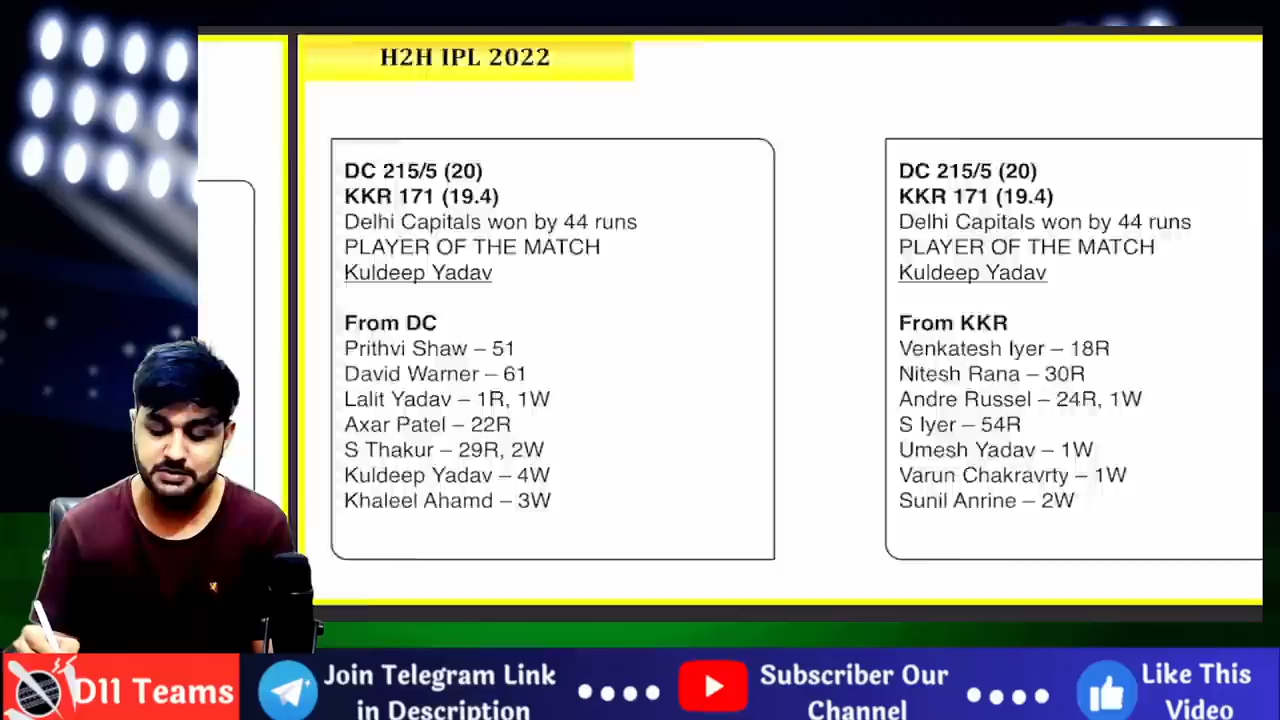 H2H IPL 2022
DC 215/5 (20)
KKR 171 (19.4)
Delhi Capitals won by 44 runs
PLAYER OF THE MATCH
Kuldeep Yadav
From DC
Prithvi Shaw – 51
David Warner – 61
Lalit Yadav – 1R, 1W
Axar Patel – 22R
S Thakur – 29R, 2W
Kuldeep Yadav – 4W
Khaleel Ahamd – 3W
DC 215/5 (20)
KKR 171 (19.4)
Delhi Capitals won by 44 runs
PLAYER OF THE MATCH
Kuldeep Yadav
From KKR
Venkatesh Iyer – 18R
Nitesh Rana – 30R
Andre Russel – 24R, 1W
S Iyer – 54R
Umesh Yadav – 1W
Varun Chakravrty – 1W
Sunil Anrine – 2W
D11 Teams
Join Telegram Link
in Description
Subscriber Our
Channel
Like This
Video